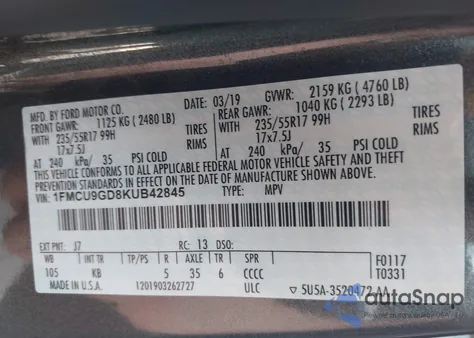 MFD. BY FORD MOTOR CO. 03/19 GVWR: 2159 KG ( 4760 LB)
FRONT GAWR: 1125 KG ( 2480 LB) REAR GAWR: 1040 KG ( 2293 LB)
WITH WITH
235/55R17 99H TIRES 235/55R17 99H TIRES
17x7.5J RIMS 17x7.5J RIMS
AT 240 kPa/ 35 PSI COLD AT 240 kPa/ 35 PSI COLD
THIS VEHICLE CONFORMS TO ALL APPLICABLE FEDERAL MOTOR VEHICLE SAFETY AND THEFT PREVENTION
STANDARDS IN EFFECT ON THE DATE OF MANUFACTURE SHOWN ABOVE.
VIN: 1FMCU9GD8KUB42845 TYPE: MPV
EXT PNT: J7 RC: 13 DSO:
WB INT TR TP/PS R AXLE TR SPR F0117
105 KB 5 35 6 CCCC T0331
MADE IN U.S.A. 1201903262727 ULC ▽ 5U5A-3520472-AA
autoSnap